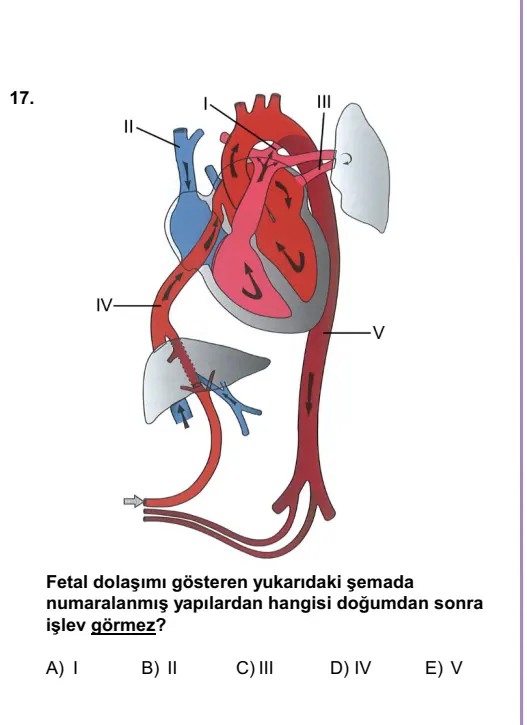 17.
I
III
II
IV
V
Fetal dolaşımı gösteren yukarıdaki şemada
numaralanmış yapılardan hangisi doğumdan sonra
işlev görmez?
A) I B) II C) III D) IV E) V